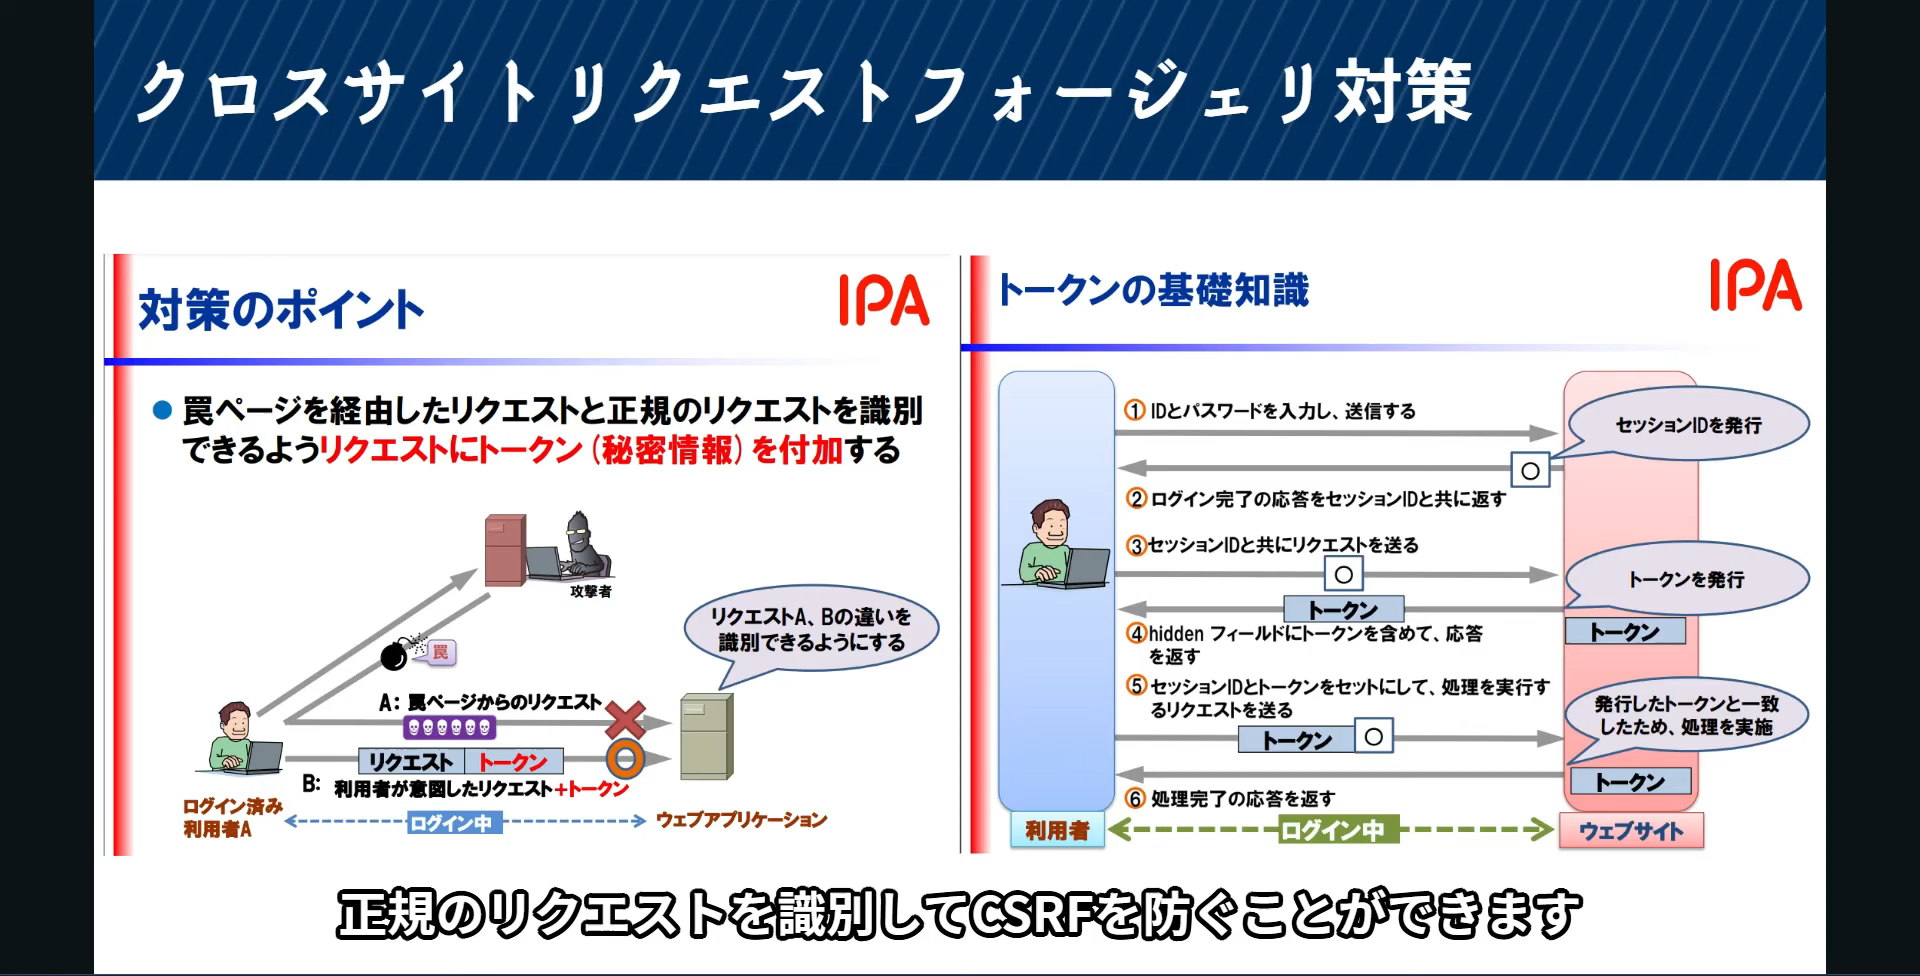 クロスサイトリクエストフォージェリ対策
対策のポイント
IPA
罠ページを経由したリクエストと正規のリクエストを識別
できるようリクエストにトークン(秘密情報)を付加する
攻撃者
罠
リクエストA、Bの違いを
識別できるようにする
A: 罠ページからのリクエスト
リクエスト
トークン
B: 利用者が意図したリクエスト+トークン
ログイン済み
利用者A
ログイン中
ウェブアプリケーション
トークンの基礎知識
IPA
① IDとパスワードを入力し、送信する
セッションIDを発行
② ログイン完了の応答をセッションIDと共に返す
③ セッションIDと共にリクエストを送る
トークンを発行
トークン
トークン
④ hidden フィールドにトークンを含めて、応答
を返す
⑤ セッションIDとトークンをセットにして、処理を実行す
るリクエストを送る
発行したトークンと一致
したため、処理を実施
トークン
トークン
⑥ 処理完了の応答を返す
利用者
ログイン中
ウェブサイト
正規のリクエストを識別してCSRFを防ぐことができます